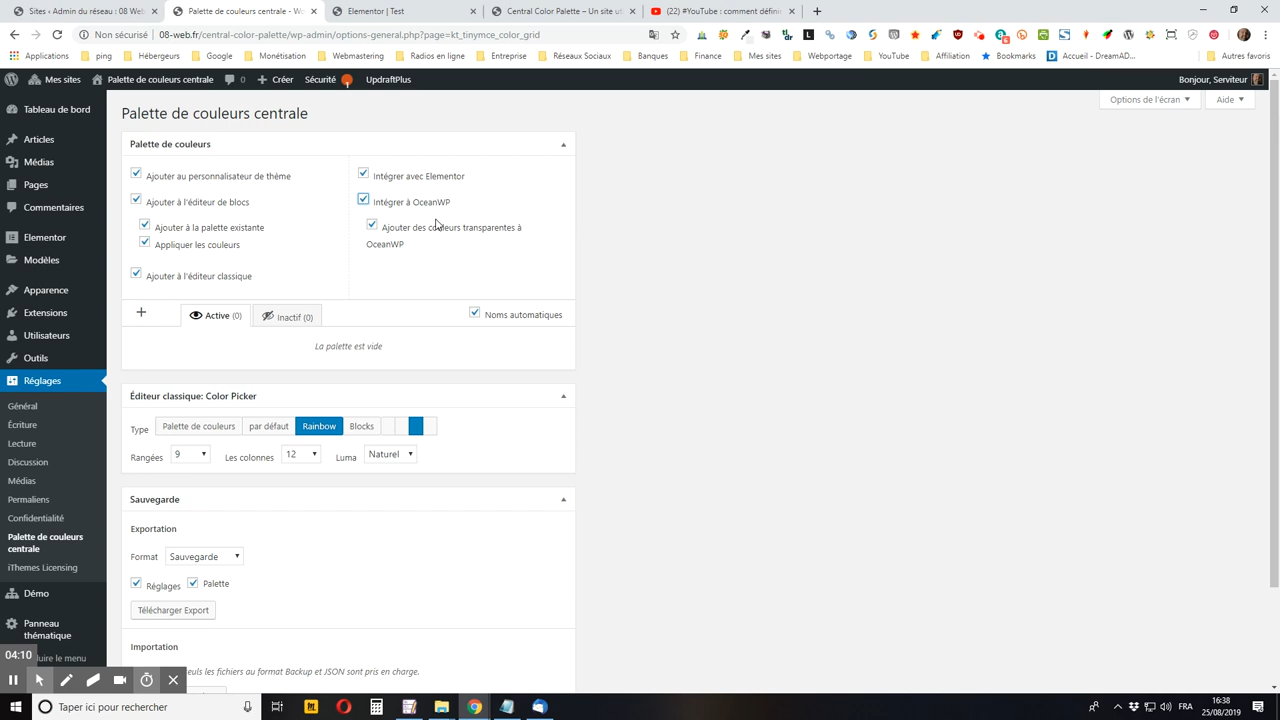 Sites ‹ Admin du réseau : 08 Web
Palette de couleurs centrale - Wo
Elementor | Test
Central Color Palette – Un site ut
(22) #YouTube : comment définir
Non sécurisé
08-web.fr/central-color-palette/wp-admin/options-general.php?page=kt_tinymce_color_grid
Applications
ping
Hébergeurs
Google
Monétisation
Webmastering
Radios en ligne
Entreprise
Réseaux Sociaux
Banques
Finance
Mes sites
Webportage
YouTube
Affiliation
Bookmarks
Accueil - DreamAD...
Autres favoris
Mes sites
Palette de couleurs centrale
0
Créer
Sécurité
UpdraftPlus
Bonjour, Serviteur
Options de l'écran
Aide
Tableau de bord
Articles
Médias
Pages
Commentaires
Elementor
Modèles
Apparence
Extensions
Utilisateurs
Outils
Réglages
Général
Écriture
Lecture
Discussion
Médias
Permaliens
Confidentialité
Palette de couleurs
centrale
iThemes Licensing
Démo
Panneau
thématique
duire le menu
04:10
Palette de couleurs centrale
Palette de couleurs
Ajouter au personnalisateur de thème
Ajouter à l'éditeur de blocs
Ajouter à la palette existante
Appliquer les couleurs
Ajouter à l'éditeur classique
Intégrer avec Elementor
Intégrer à OceanWP
Ajouter des couleurs transparentes à
OceanWP
Active (0)
Inactif (0)
Noms automatiques
La palette est vide
Éditeur classique: Color Picker
Type
Palette de couleurs
par défaut
Rainbow
Blocks
Rangées
9
Les colonnes
12
Luma
Naturel
Sauvegarde
Exportation
Format
Sauvegarde
Réglages
Palette
Télécharger Export
Importation
euls les fichiers au format Backup et JSON sont pris en charge.
Taper ici pour rechercher
FRA
16:38
25/08/2019